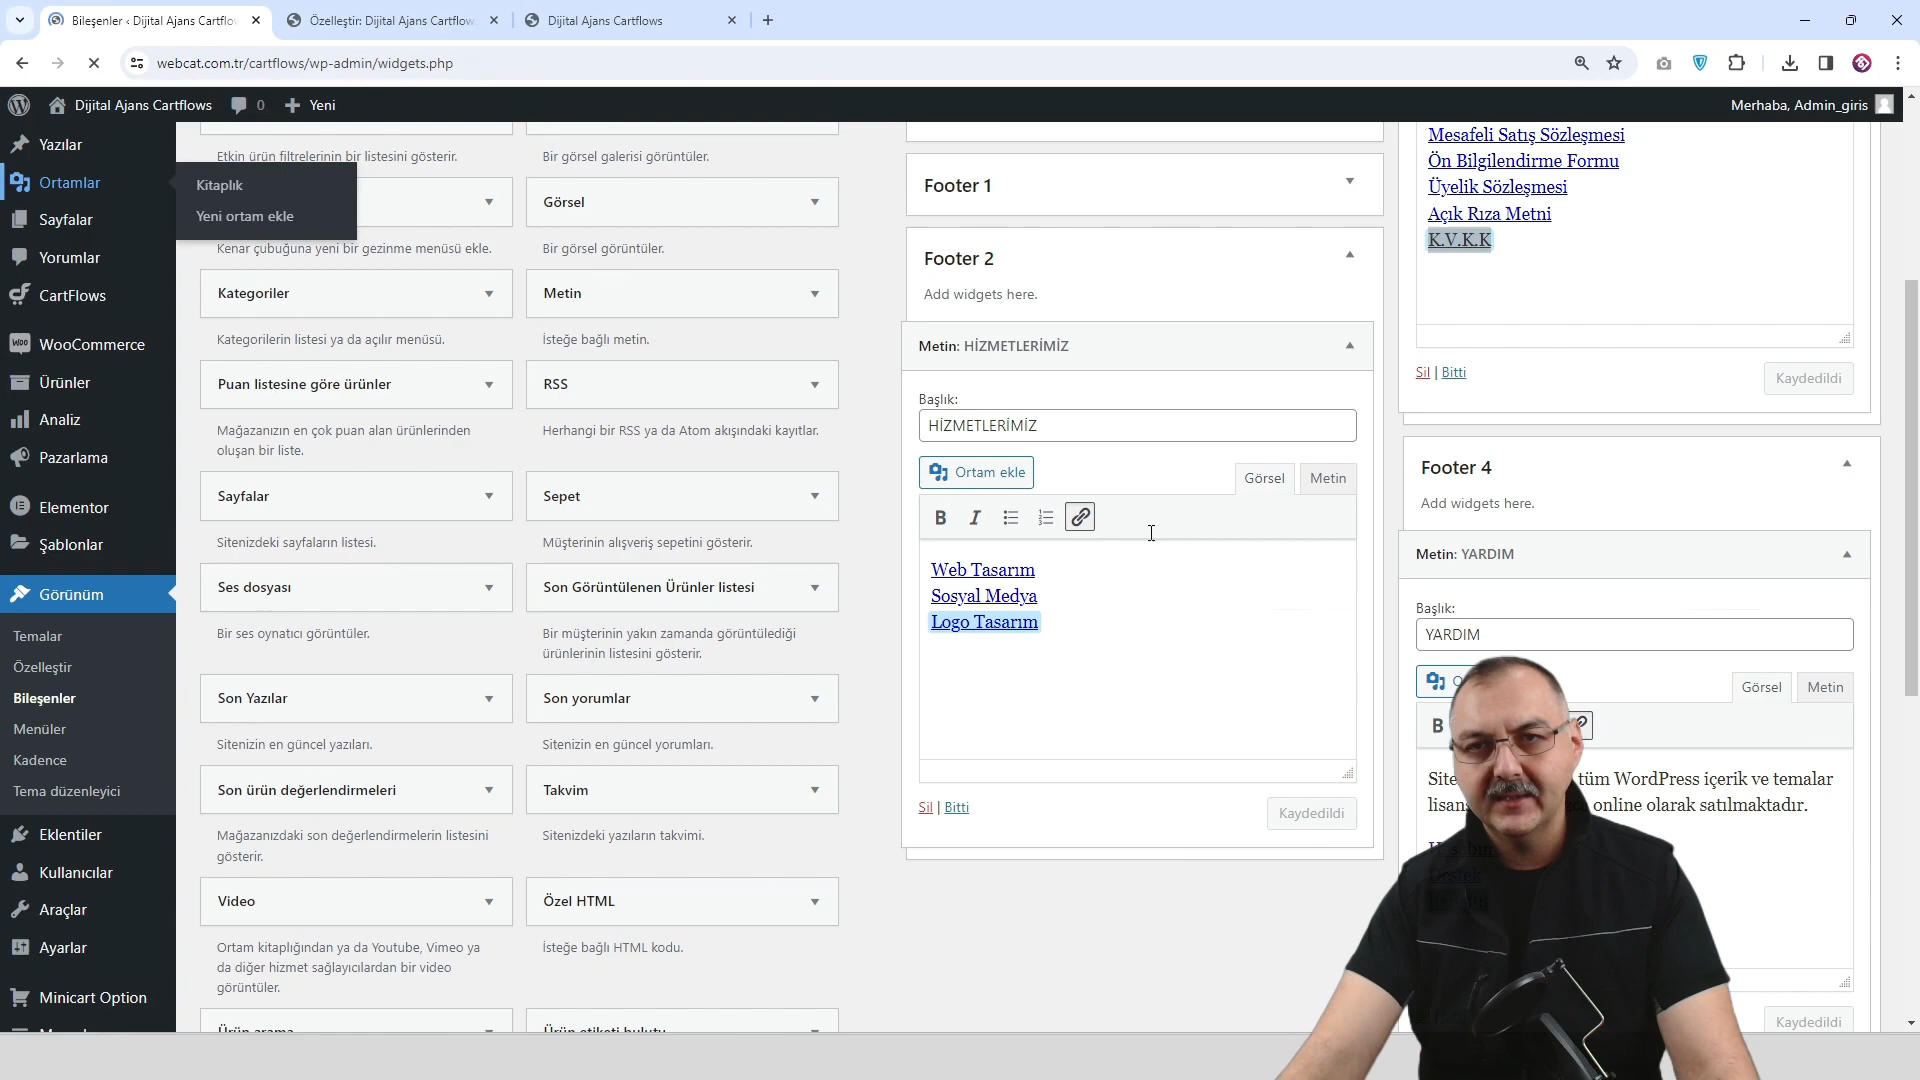 Bileşenler ‹ Dijital Ajans Cartflo
Özelleştir: Dijital Ajans Cartflow
Dijital Ajans Cartflows
webcat.com.tr/cartflows/wp-admin/widgets.php
Dijital Ajans Cartflows
0
Yeni
Merhaba, Admin_giris
Yazılar
Ortamlar
Kitaplık
Yeni ortam ekle
Sayfalar
Yorumlar
CartFlows
WooCommerce
Ürünler
Analiz
Pazarlama
Elementor
Şablonlar
Görünüm
Temalar
Özelleştir
Bileşenler
Menüler
Kadence
Tema düzenleyici
Eklentiler
Kullanıcılar
Araçlar
Ayarlar
Minicart Option
Etkin ürün filtrelerinin bir listesini gösterir.
Kenar çubuğuna yeni bir gezinme menüsü ekle.
Kategoriler
Kategorilerin listesi ya da açılır menüsü.
Puan listesine göre ürünler
Mağazanızın en çok puan alan ürünlerinden
oluşan bir liste.
Sayfalar
Sitenizdeki sayfaların listesi.
Ses dosyası
Bir ses oynatıcı görüntüler.
Son Yazılar
Sitenizin en güncel yazıları.
Son ürün değerlendirmeleri
Mağazanızdaki son değerlendirmelerin listesini
gösterir.
Video
Ortam kitaplığından ya da Youtube, Vimeo ya
da diğer hizmet sağlayıcılardan bir video
görüntüler.
Ürün arama
Bir görsel galerisi görüntüler.
Görsel
Bir görsel görüntüler.
Metin
İsteğe bağlı metin.
RSS
Herhangi bir RSS ya da Atom akışındaki kayıtlar.
Sepet
Müşterinin alışveriş sepetini gösterir.
Son Görüntülenen Ürünler listesi
Bir müşterinin yakın zamanda görüntülediği
ürünlerinin listesini gösterir.
Son yorumlar
Sitenizin en güncel yorumları.
Takvim
Sitenizdeki yazıların takvimi.
Özel HTML
İsteğe bağlı HTML kodu.
Ürün etiketi bulutu
Footer 1
Footer 2
Add widgets here.
Metin: HİZMETLERİMİZ
Başlık:
HİZMETLERİMİZ
Ortam ekle
Görsel
Metin
Web Tasarım
Sosyal Medya
Logo Tasarım
Sil | Bitti
Kaydedildi
Mesafeli Satış Sözleşmesi
Ön Bilgilendirme Formu
Üyelik Sözleşmesi
Açık Rıza Metni
K.V.K.K
Sil | Bitti
Kaydedildi
Footer 4
Add widgets here.
Metin: YARDIM
Başlık:
YARDIM
Görsel
Metin
Site tüm WordPress içerik ve temalar
lisans online olarak satılmaktadır.
Destek
Kaydedildi